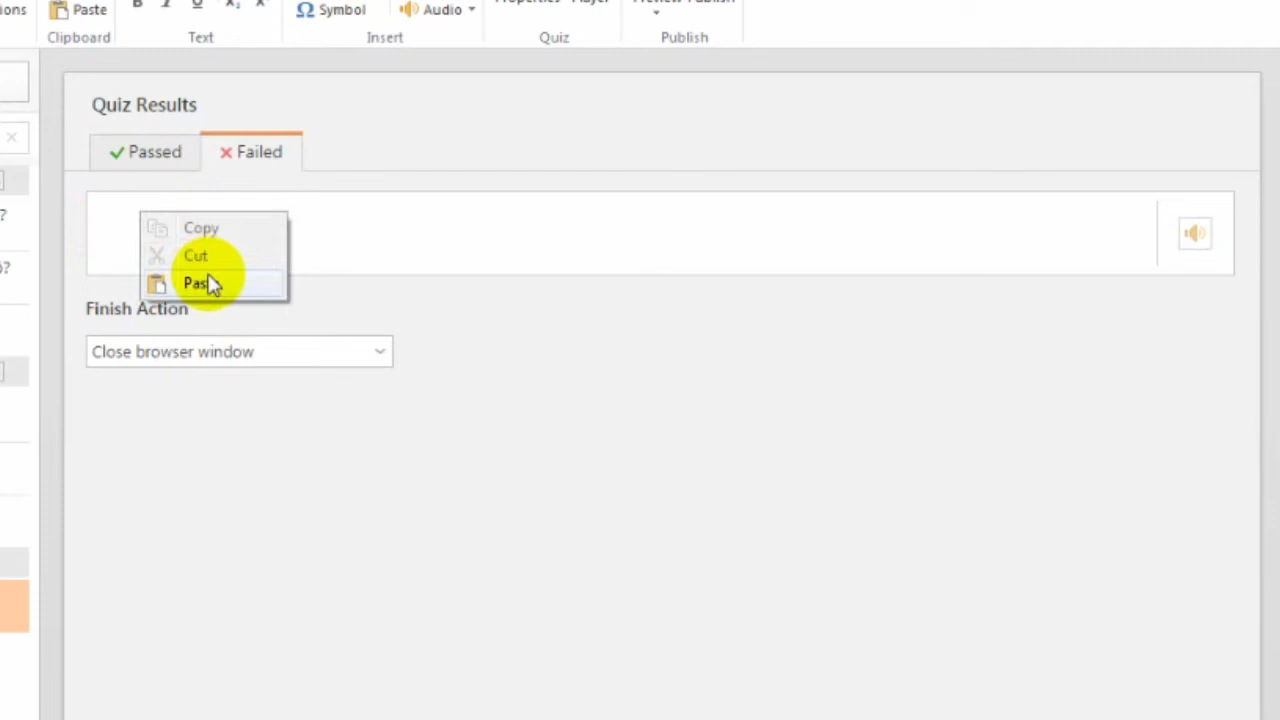 Paste
B I U
Ω Symbol
Audio
Clipboard
Text
Insert
Quiz
Publish
Quiz Results
Passed
Failed
Copy
Cut
Finish Action
Close browser window
?
)?